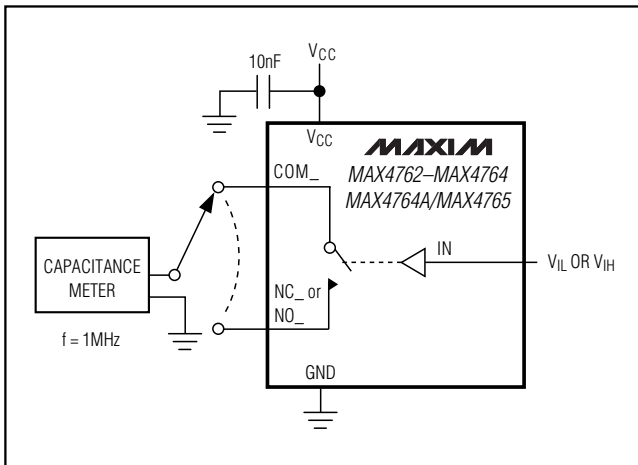 10nF
VCC
VCC
MAXIM
COM_
MAX4762–MAX4764
MAX4764A/MAX4765
IN
VIL OR VIH
CAPACITANCE
METER
NC_ or
NO_
f = 1MHz
GND